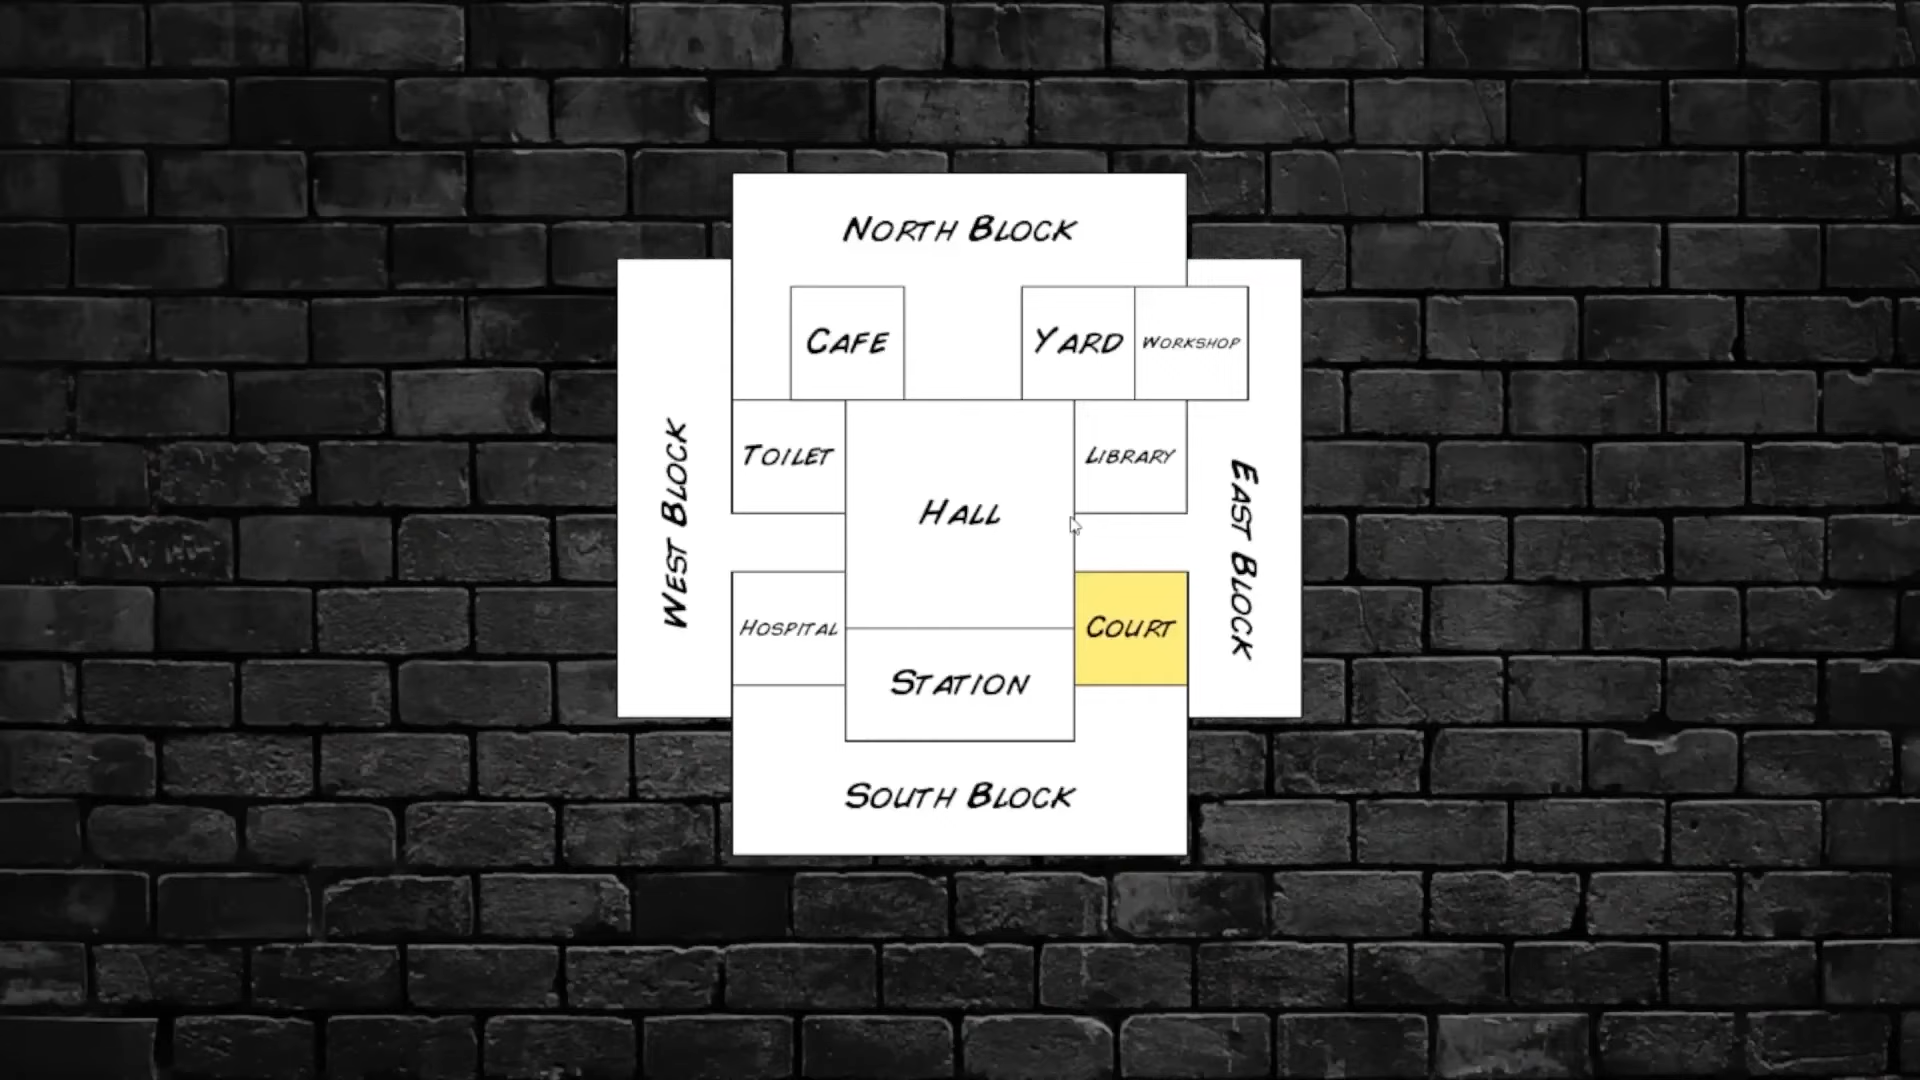 North Block
Cafe
Yard
Workshop
Toilet
Library
West Block
Hall
East Block
Hospital
Court
Station
South Block